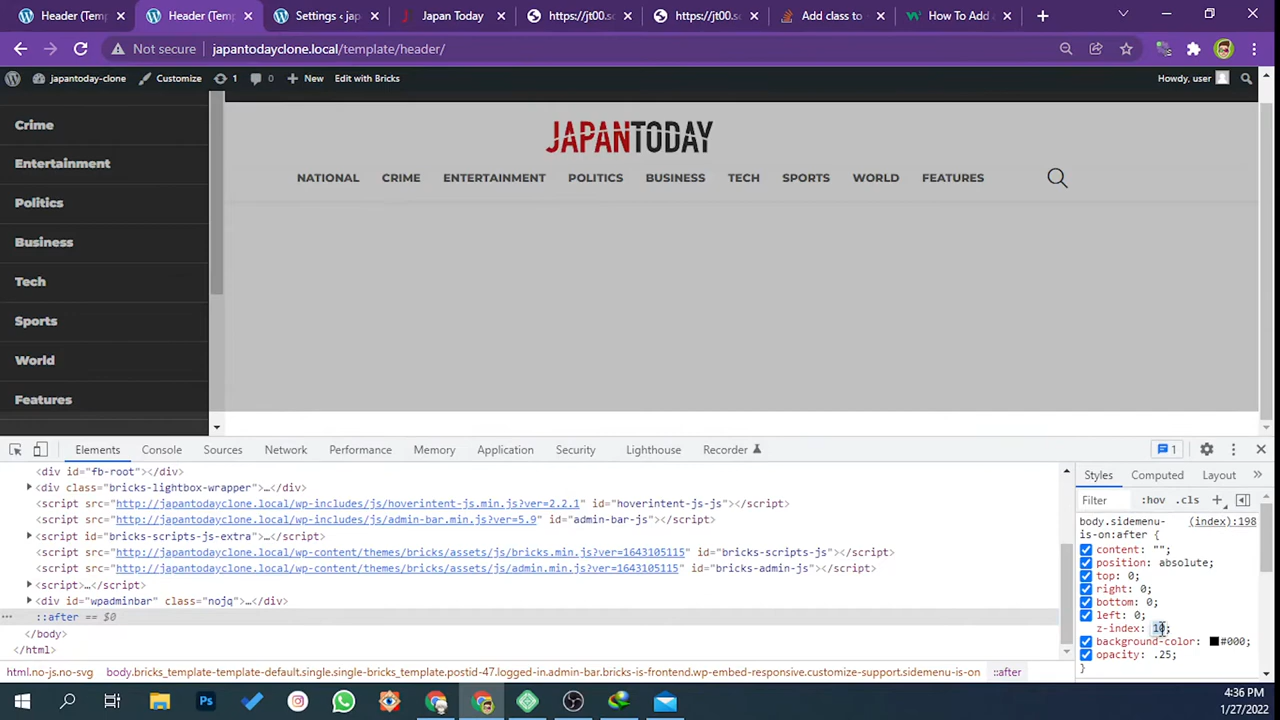 Header (Temp
Header (Temp
Settings < jap
Japan Today
https://jt00.so
https://jt00.so
Add class to
How To Add
Not secure japantodayclone.local/template/header/
japantoday-clone Customize 1 0 New Edit with Bricks Howdy, user
Crime
Entertainment
Politics
Business
Tech
Sports
World
Features
JAPANTODAY
NATIONAL CRIME ENTERTAINMENT POLITICS BUSINESS TECH SPORTS WORLD FEATURES
Elements Console Sources Network Performance Memory Application Security Lighthouse Recorder 1
<div id="fb-root"></div>
<div class="bricks-lightbox-wrapper">…</div>
<script src="http://japantodayclone.local/wp-includes/js/hoverintent-js.min.js?ver=2.2.1" id="hoverintent-js-js"></script>
<script src="http://japantodayclone.local/wp-includes/js/admin-bar.min.js?ver=5.9" id="admin-bar-js"></script>
<script id="bricks-scripts-js-extra">…</script>
<script src="http://japantodayclone.local/wp-content/themes/bricks/assets/js/bricks.min.js?ver=1643105115" id="bricks-scripts-js"></script>
<script src="http://japantodayclone.local/wp-content/themes/bricks/assets/js/admin.min.js?ver=1643105115" id="bricks-admin-js"></script>
<script>…</script>
<div id="wpadminbar" class="nojq">…</div>
… ::after == $0
</body>
</html>
html.no-js.no-svg body.bricks_template-template-default.single.single-bricks_template.postid-47.logged-in.admin-bar.bricks-is-frontend.wp-embed-responsive.customize-support.sidemenu-is-on ::after
Styles Computed Layout »
Filter :hov .cls +
body.sidemenu- (index):198
is-on:after {
content: "";
position: absolute;
top: 0;
right: 0;
bottom: 0;
left: 0;
z-index: 10;
background-color: #000;
opacity: .25;
}
4:36 PM
1/27/2022